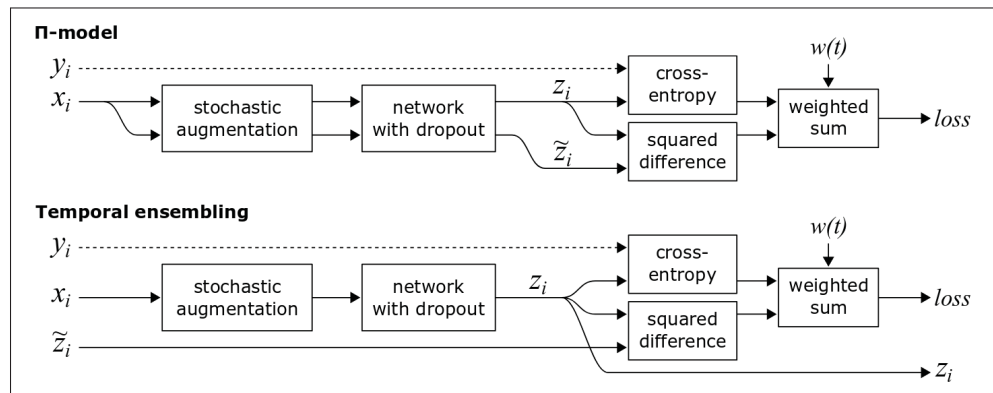 Π-model
w(t)
y_i
cross-
entropy
x_i
stochastic
augmentation
network
with dropout
z_i
weighted
sum
loss
z̃_i
squared
difference
Temporal ensembling
w(t)
y_i
cross-
entropy
x_i
stochastic
augmentation
network
with dropout
z_i
weighted
sum
loss
z̃_i
squared
difference
z_i